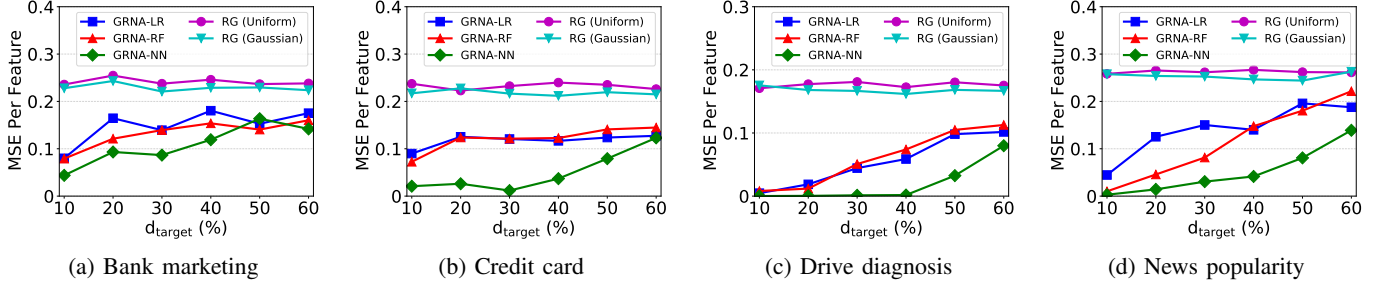 0.4
0.3
0.2
0.1
0
MSE Per Feature
GRNA-LR
GRNA-RF
GRNA-NN
RG (Uniform)
RG (Gaussian)
10 20 30 40 50 60
d_target (%)
(a) Bank marketing
0.4
0.3
0.2
0.1
0
MSE Per Feature
GRNA-LR
GRNA-RF
GRNA-NN
RG (Uniform)
RG (Gaussian)
10 20 30 40 50 60
d_target (%)
(b) Credit card
0.3
0.2
0.1
0
MSE Per Feature
GRNA-LR
GRNA-RF
GRNA-NN
RG (Uniform)
RG (Gaussian)
10 20 30 40 50 60
d_target (%)
(c) Drive diagnosis
0.4
0.3
0.2
0.1
0
MSE Per Feature
GRNA-LR
GRNA-RF
GRNA-NN
RG (Uniform)
RG (Gaussian)
10 20 30 40 50 60
d_target (%)
(d) News popularity